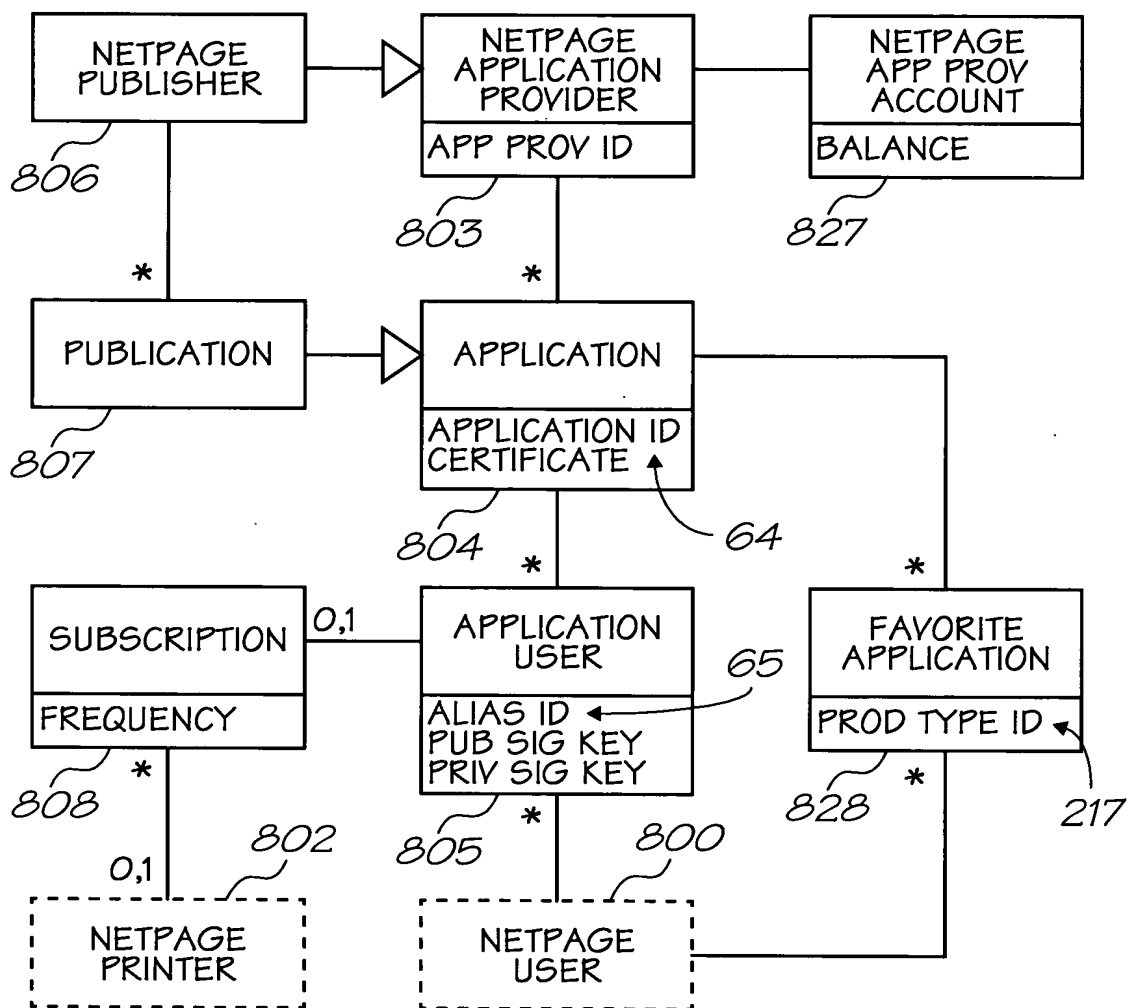 NETPAGE
PUBLISHER
NETPAGE
APPLICATION
PROVIDER
APP PROV ID
NETPAGE
APP PROV
ACCOUNT
BALANCE
806
803
827
*
*
PUBLICATION
APPLICATION
APPLICATION ID
CERTIFICATE
807
804
64
*
*
SUBSCRIPTION
FREQUENCY
0,1
APPLICATION
USER
ALIAS ID
PUB SIG KEY
PRIV SIG KEY
65
FAVORITE
APPLICATION
PROD TYPE ID
808
*
805
*
828
*
217
802
800
0,1
NETPAGE
PRINTER
NETPAGE
USER